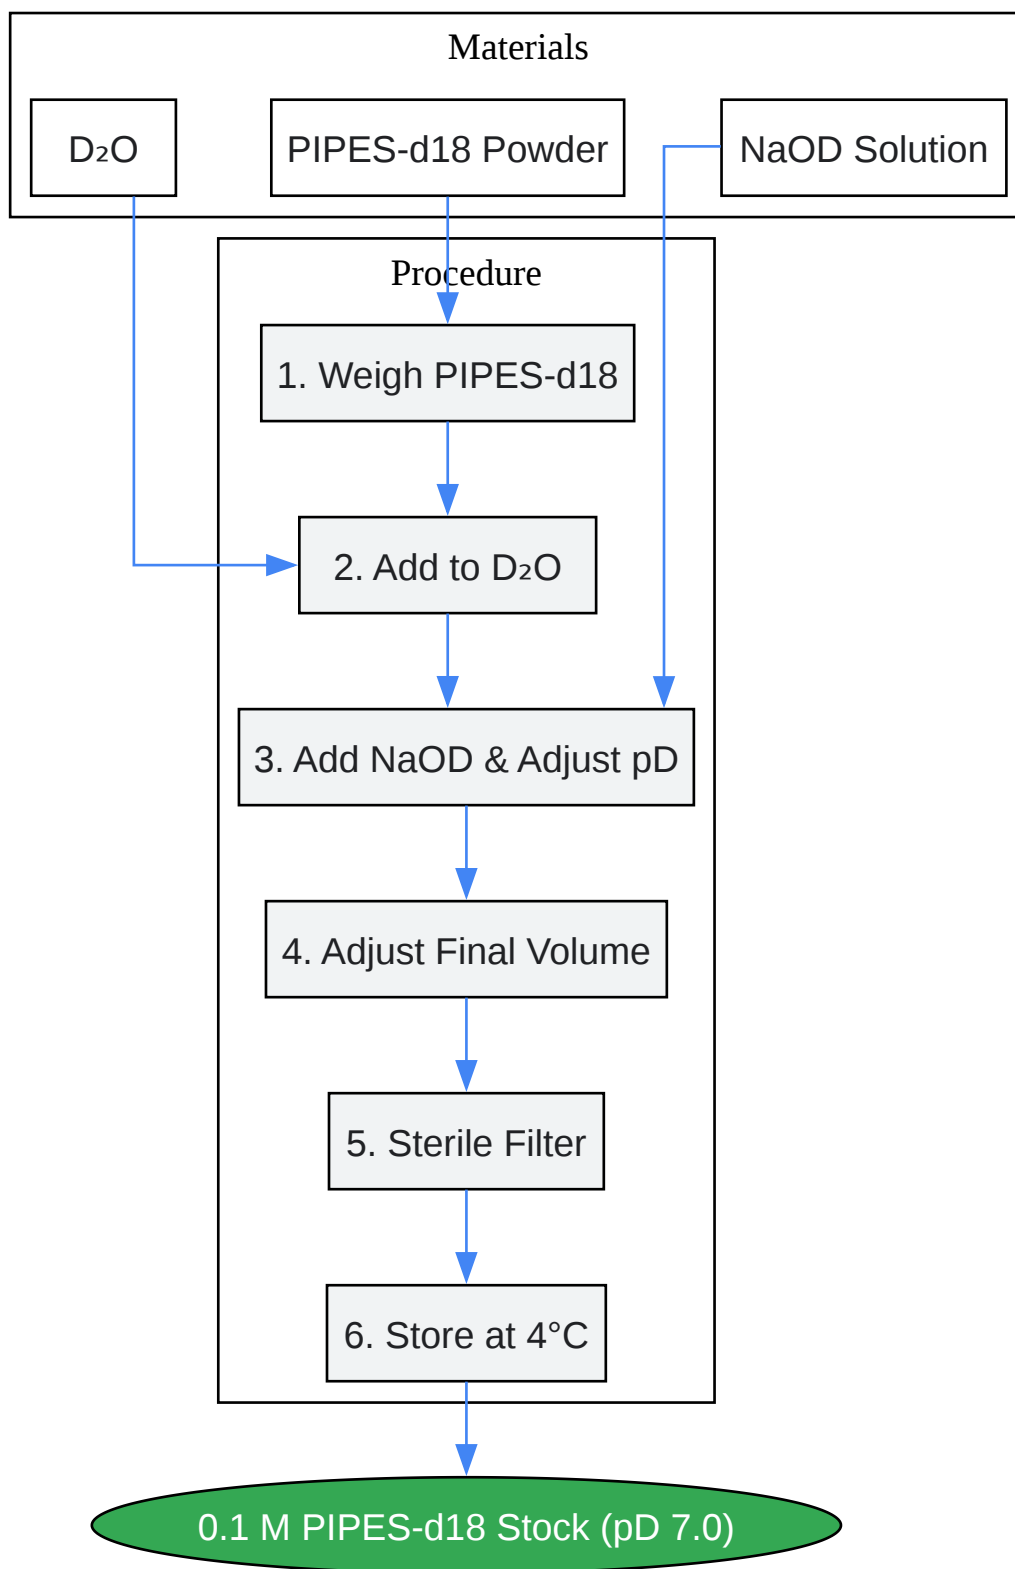 Materials
D₂O
PIPES-d18 Powder
NaOD Solution
Procedure
1. Weigh PIPES-d18
2. Add to D₂O
3. Add NaOD & Adjust pD
4. Adjust Final Volume
5. Sterile Filter
6. Store at 4°C
0.1 M PIPES-d18 Stock (pD 7.0)